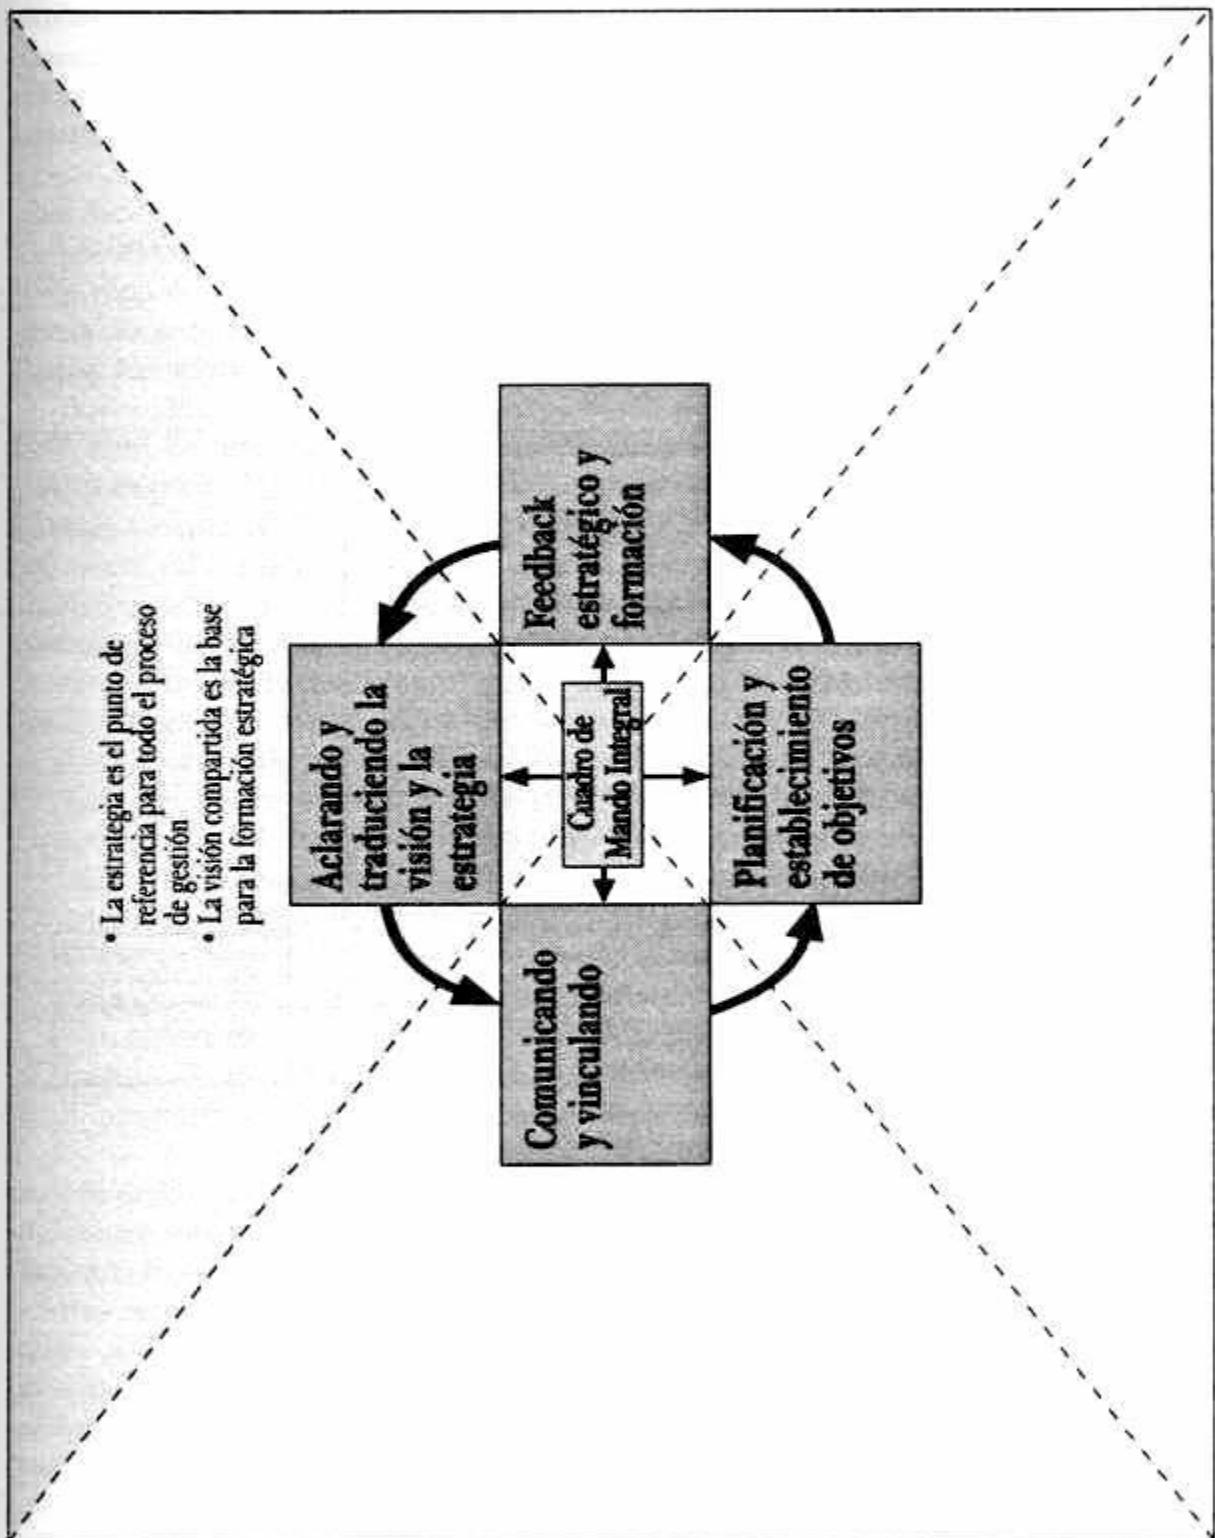 • La estrategia es el punto de
referencia para todo el proceso
de gestión
• La visión compartida es la base
para la formación estratégica
Aclarando y
traduciendo la
visión y la
estrategia
Comunicando
y vinculando
Cuadro de
Mando Integral
Feedback
estratégico y
formación
Planificación y
establecimiento
de objetivos